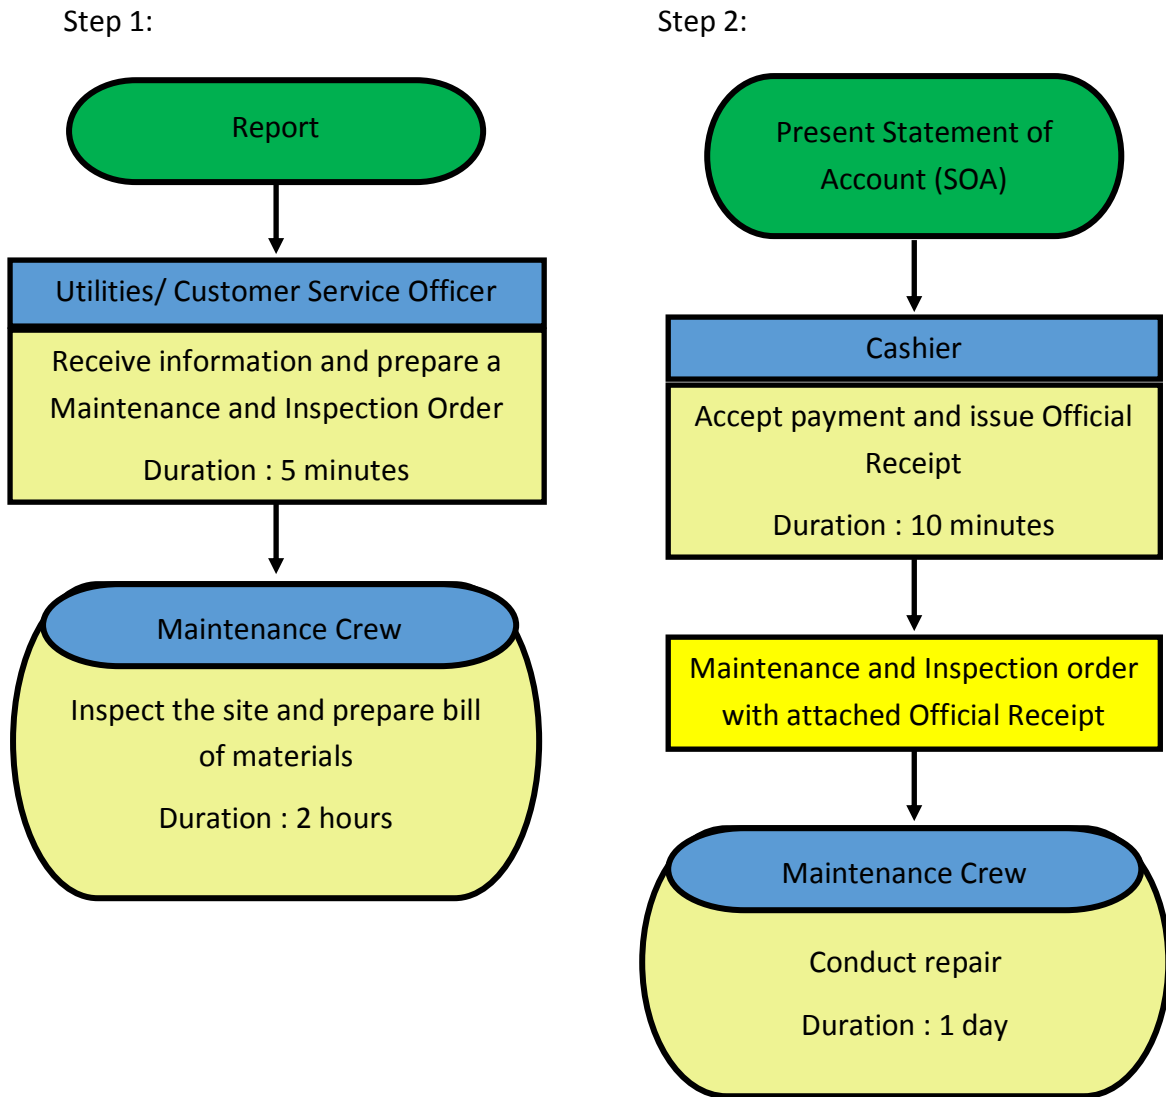 Step 1:
Report
Utilities/ Customer Service Officer
Receive information and prepare a
Maintenance and Inspection Order
Duration : 5 minutes
Maintenance Crew
Inspect the site and prepare bill
of materials
Duration : 2 hours
Step 2:
Present Statement of
Account (SOA)
Cashier
Accept payment and issue Official
Receipt
Duration : 10 minutes
Maintenance and Inspection order
with attached Official Receipt
Maintenance Crew
Conduct repair
Duration : 1 day